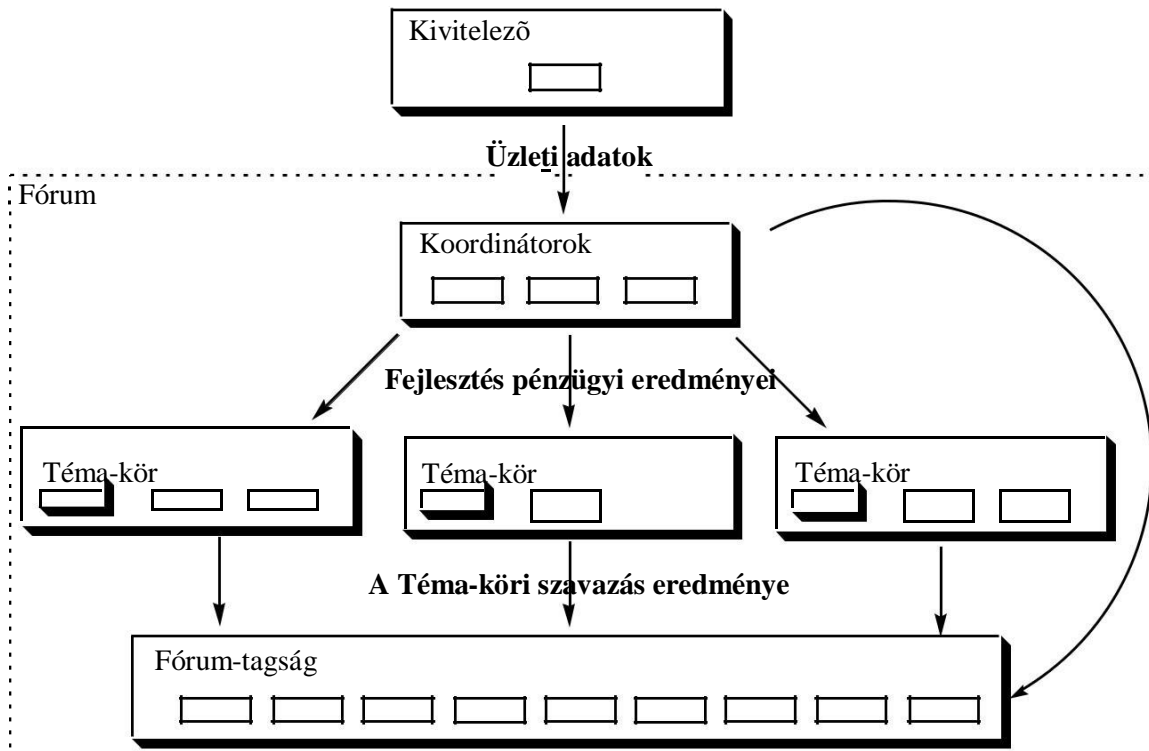 Kivitelezõ
Üzleti adatok
Fórum
Koordinátorok
Fejlesztés pénzügyi eredményei
Téma-kör
Téma-kör
Téma-kör
A Téma-köri szavazás eredménye
Fórum-tagság